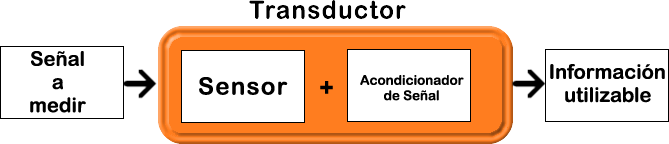 Transductor
Señal
a
medir
Sensor
+
Acondicionador
de Señal
Información
utilizable